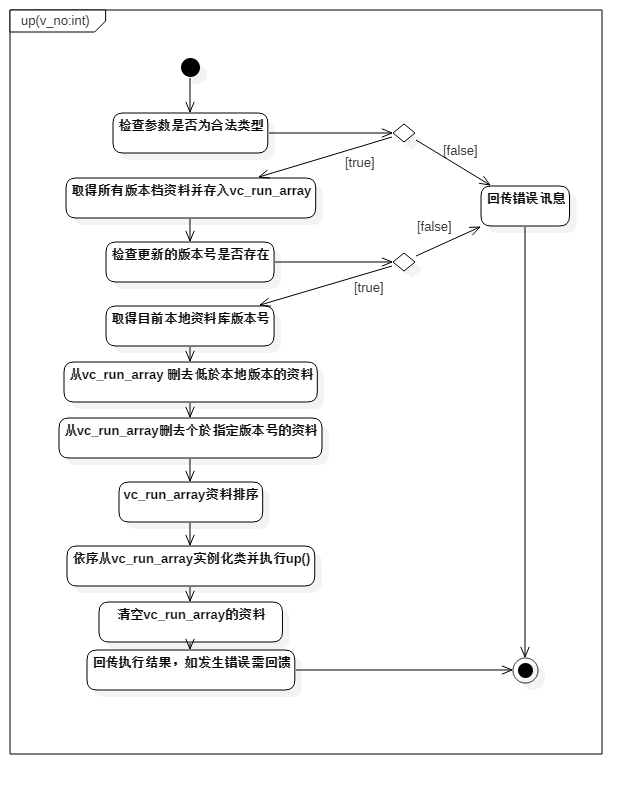 up(v_no:int)
检查参数是否为合法类型
[true]
[false]
取得所有版本档资料并存入vc_run_array
回传错误讯息
[false]
检查更新的版本号是否存在
[true]
取得目前本地资料库版本号
从vc_run_array 删去低於本地版本的资料
从vc_run_array删去个於指定版本号的资料
vc_run_array资料排序
依序从vc_run_array实例化类并执行up()
清空vc_run_array的资料
回传执行结果，如发生错误需回馈